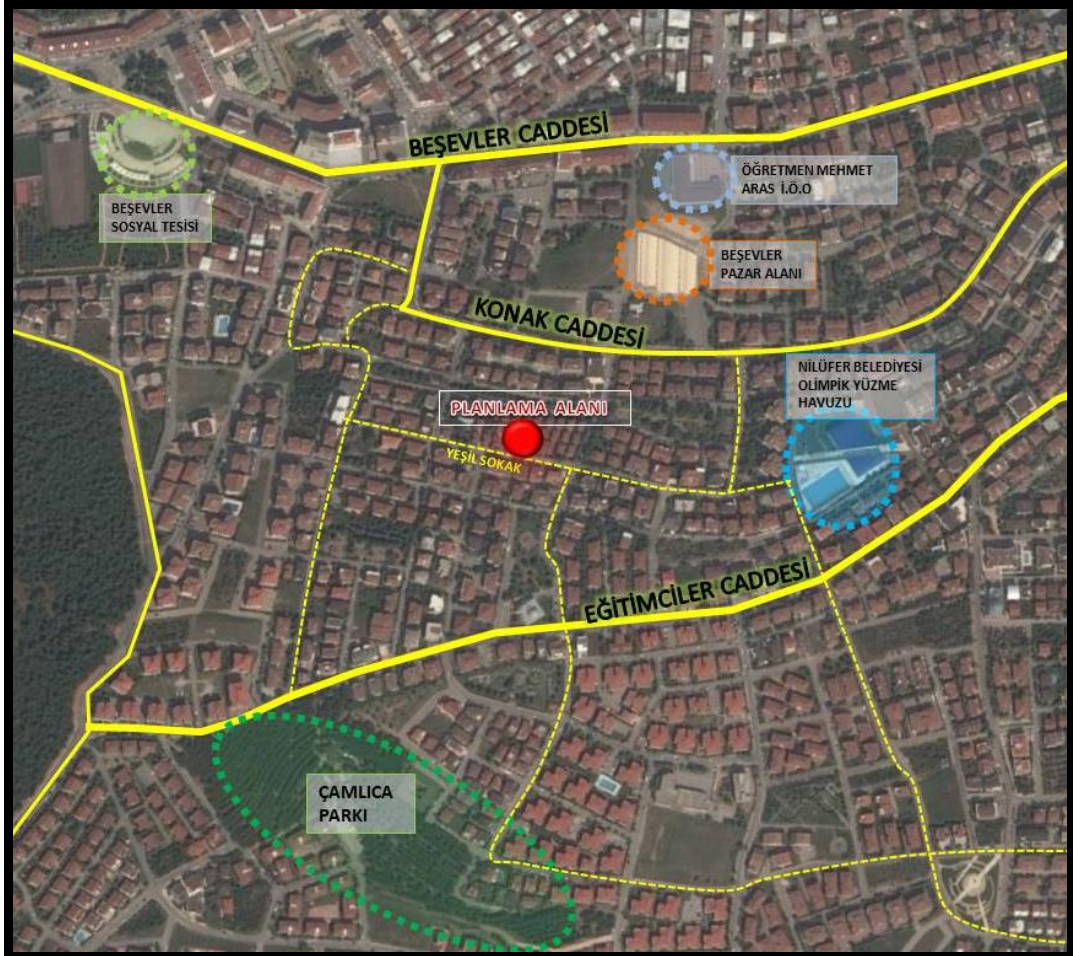 BEŞEVLER CADDESİ
BEŞEVLER
SOSYAL TESİSİ
ÖĞRETMEN MEHMET
ARAS İ.Ö.O
BEŞEVLER
PAZAR ALANI
KONAK CADDESİ
NİLÜFER BELEDİYESİ
OLİMPİK YÜZME
HAVUZU
PLANLAMA ALANI
YEŞİL SOKAK
EĞİTİMCİLER CADDESİ
ÇAMLICA
PARKI